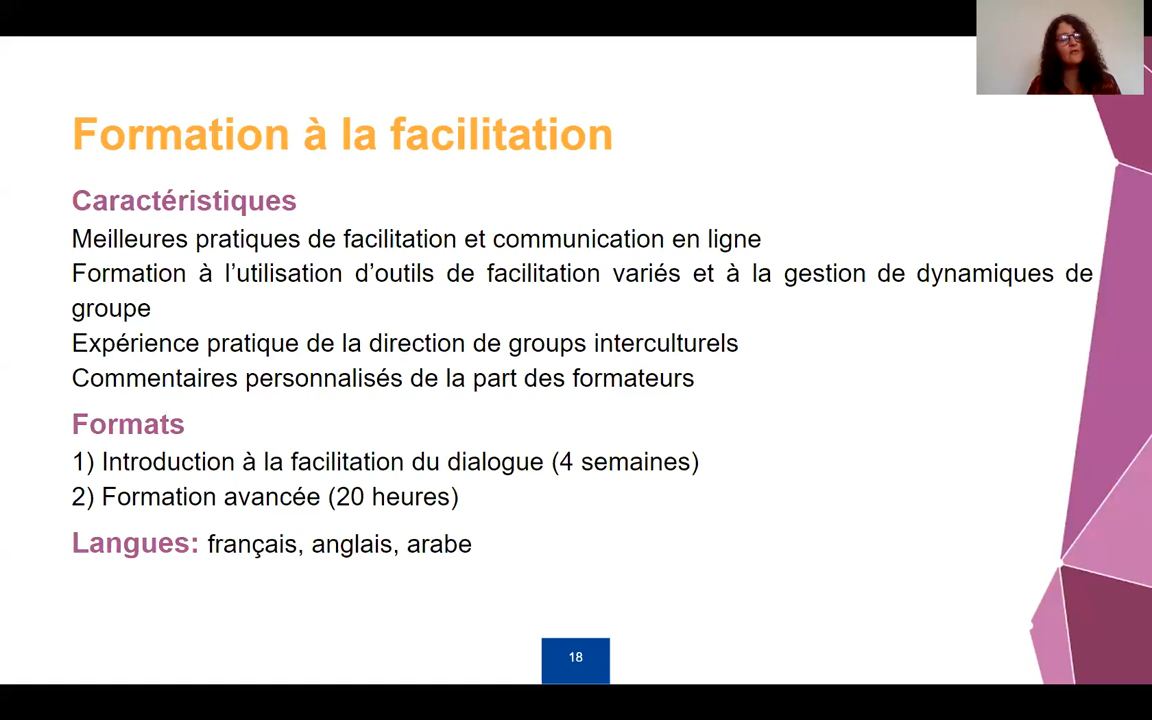 Formation à la facilitation
Caractéristiques
Meilleures pratiques de facilitation et communication en ligne
Formation à l’utilisation d’outils de facilitation variés et à la gestion de dynamiques de
groupe
Expérience pratique de la direction de groups interculturels
Commentaires personnalisés de la part des formateurs
Formats
1) Introduction à la facilitation du dialogue (4 semaines)
2) Formation avancée (20 heures)
Langues: français, anglais, arabe
18